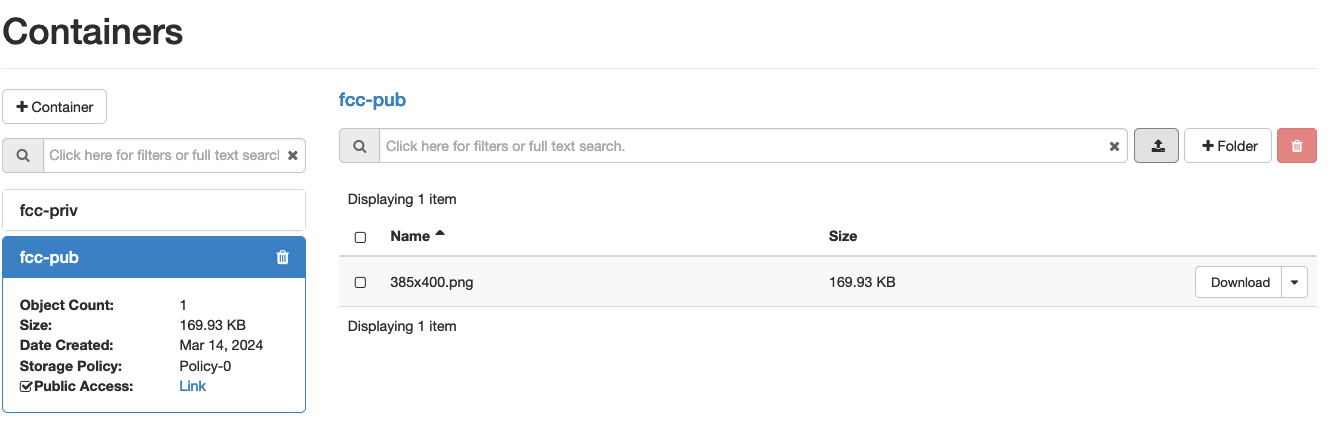 Containers
+ Container
Click here for filters or full text searcl
fcc-priv
fcc-pub
Object Count: 1
Size: 169.93 KB
Date Created: Mar 14, 2024
Storage Policy: Policy-0
Public Access: Link
fcc-pub
Click here for filters or full text search.
+ Folder
Displaying 1 item
Name Size
385x400.png 169.93 KB Download
Displaying 1 item